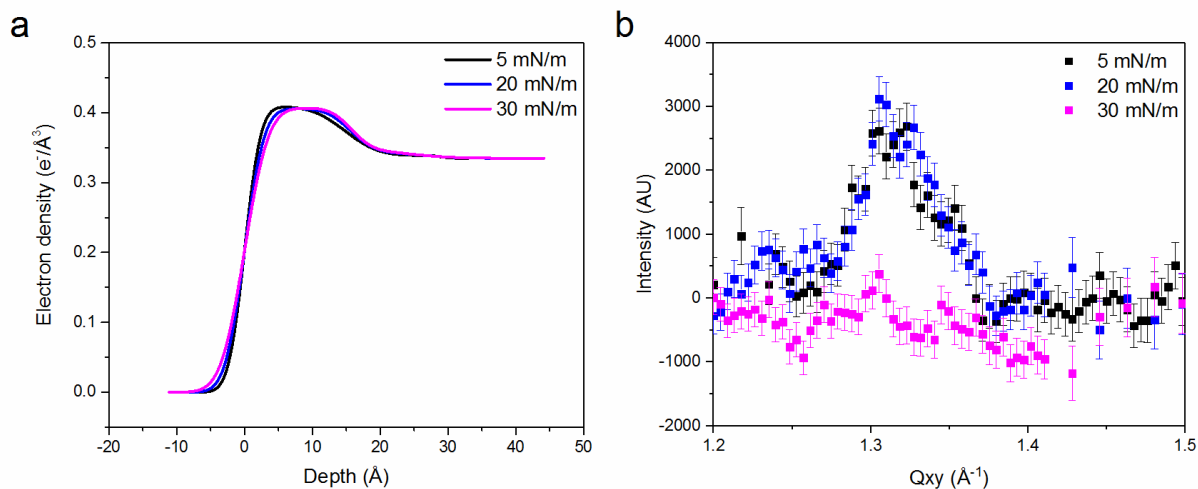 a
0.5
0.4
0.3
0.2
0.1
0.0
Electron density (e⁻/Å³)
-20 -10 0 10 20 30 40 50
Depth (Å)
5 mN/m
20 mN/m
30 mN/m
b
4000
3000
2000
1000
0
-1000
-2000
Intensity (AU)
1.2 1.3 1.4 1.5
Qxy (Å⁻¹)
5 mN/m
20 mN/m
30 mN/m